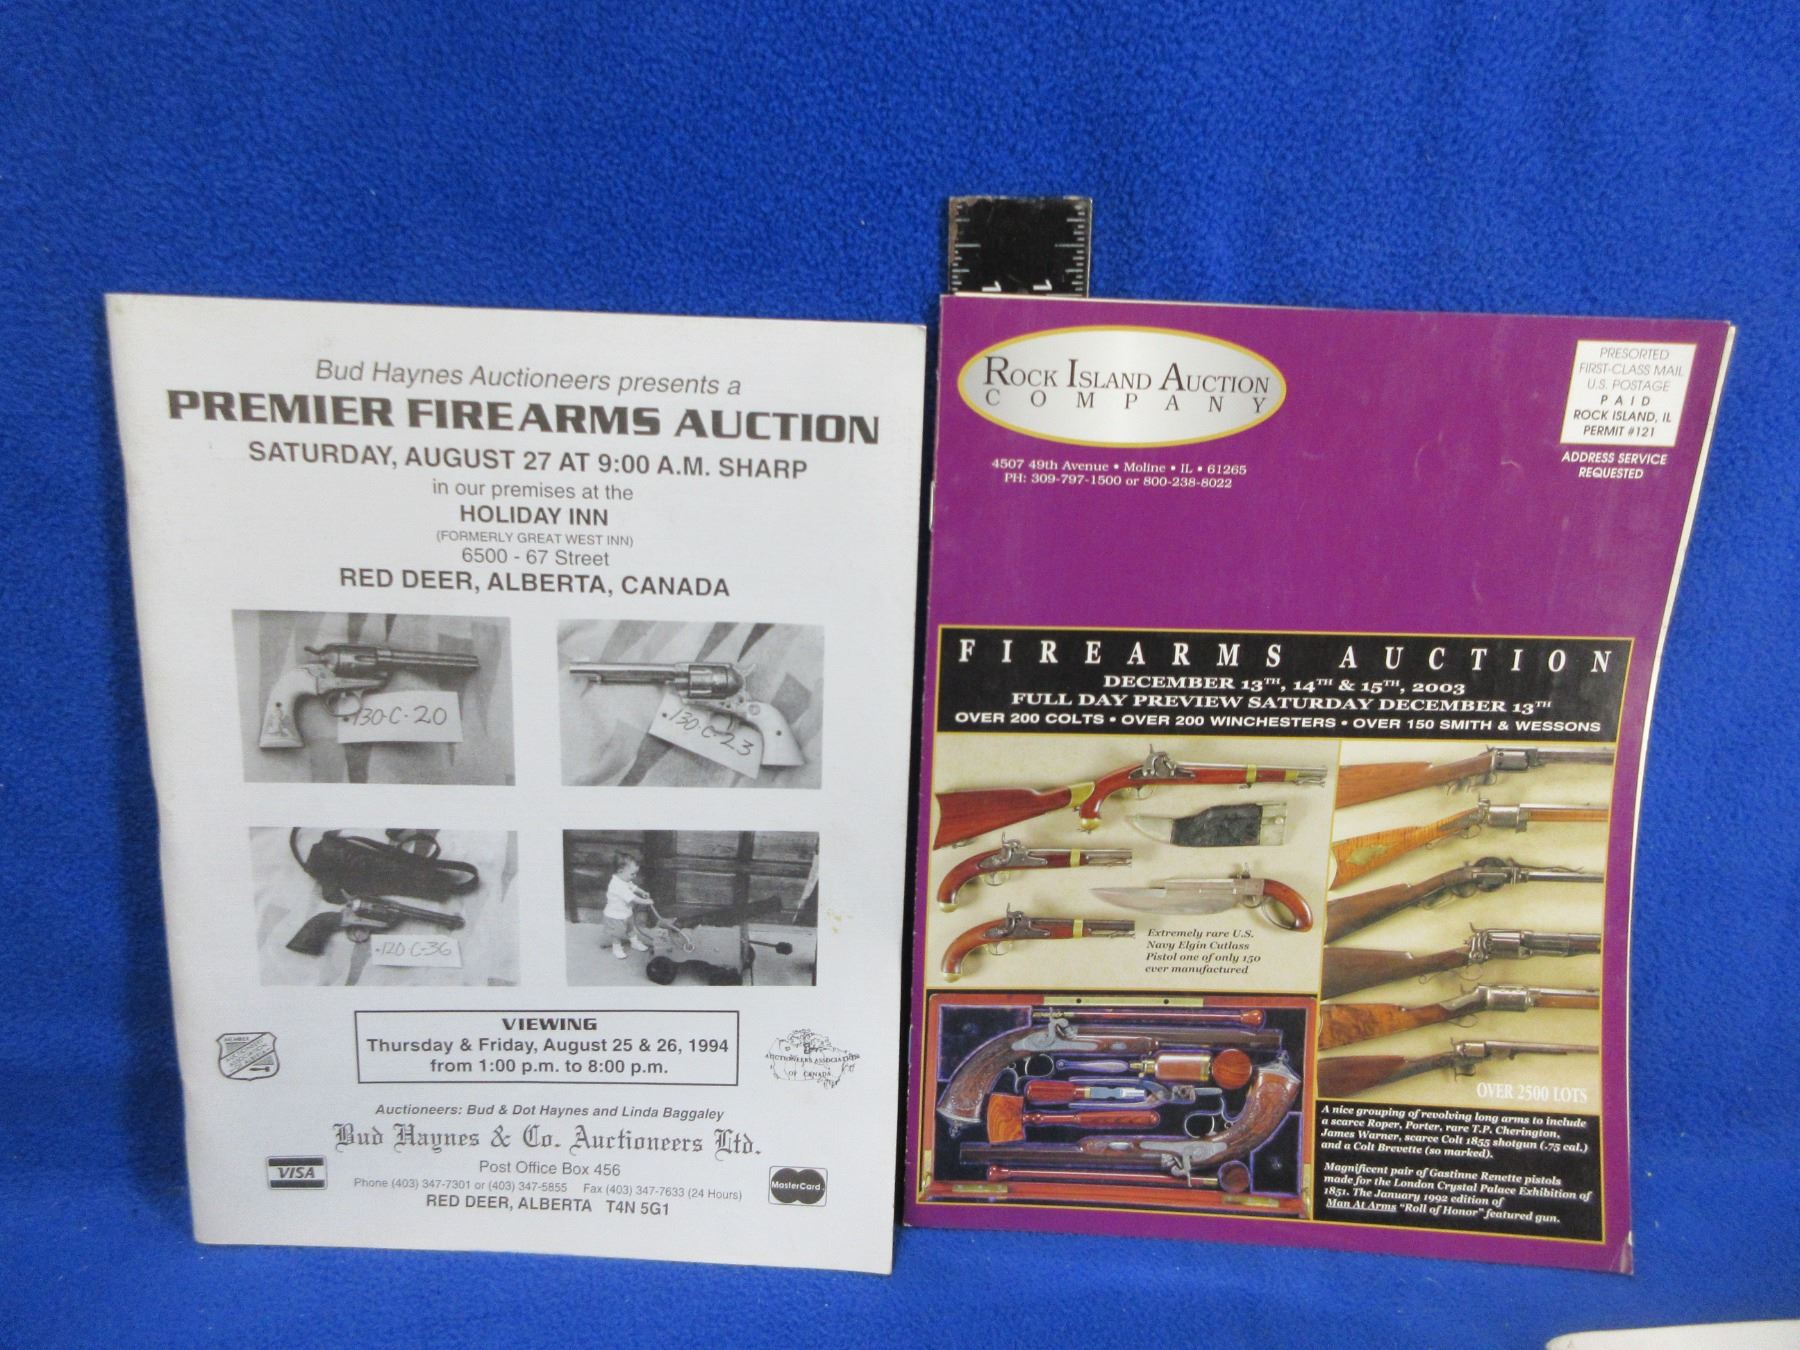 Bud Haynes Auctioneers presents a
PREMIER FIREARMS AUCTION
SATURDAY, AUGUST 27 AT 9:00 A.M. SHARP
in our premises at the
HOLIDAY INN
(FORMERLY GREAT WEST INN)
6500 - 67 Street
RED DEER, ALBERTA, CANADA
130-C-20
130 C-23
120 C-36
VIEWING
Thursday & Friday, August 25 & 26, 1994
from 1:00 p.m. to 8:00 p.m.
MEMBER
AUCTIONEERS ASSOCIATION
OF CANADA
Auctioneers: Bud & Dot Haynes and Linda Baggaley
Bud Haynes & Co. Auctioneers Ltd.
VISA
Post Office Box 456
MasterCard
Phone (403) 347-7301 or (403) 347-5855 Fax (403) 347-7633 (24 Hours)
RED DEER, ALBERTA T4N 5G1
1 1
ROCK ISLAND AUCTION
COMPANY
4507 49th Avenue • Moline • IL • 61265
PH: 309-797-1500 or 800-238-8022
PRESORTED
FIRST-CLASS MAIL
U.S. POSTAGE
PAID
ROCK ISLAND, IL
PERMIT #121
ADDRESS SERVICE
REQUESTED
FIREARMS AUCTION
DECEMBER 13TH, 14TH & 15TH, 2003
FULL DAY PREVIEW SATURDAY DECEMBER 13TH
OVER 200 COLTS • OVER 200 WINCHESTERS • OVER 150 SMITH & WESSONS
Extremely rare U.S.
Navy Elgin Cutlass
Pistol one of only 150
ever manufactured
OVER 2500 LOTS
A nice grouping of revolving long arms to include
a scarce Roper, Porter, rare T.P. Cherington,
James Warner, scarce Colt 1855 shotgun (.75 cal.)
and a Colt Brevette (so marked).
Magnificent pair of Gastinne Renette pistols
made for the London Crystal Palace Exhibition of
1851. The January 1992 edition of
Man At Arms "Roll of Honor" featured gun.